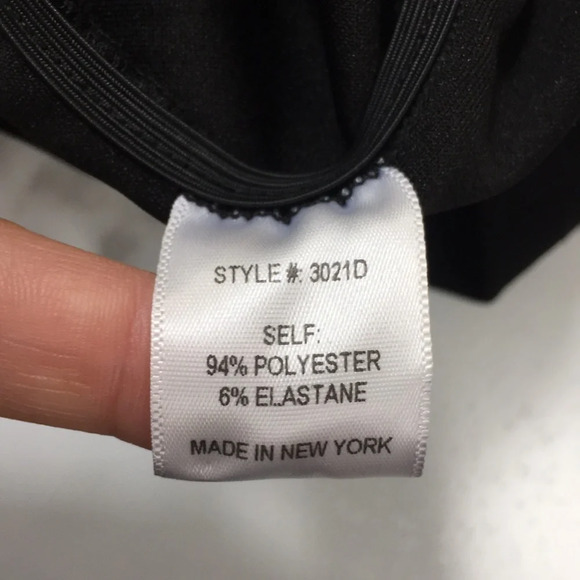 STYLE #: 3021D
SELF:
94% POLYESTER
6% ELASTANE
MADE IN NEW YORK